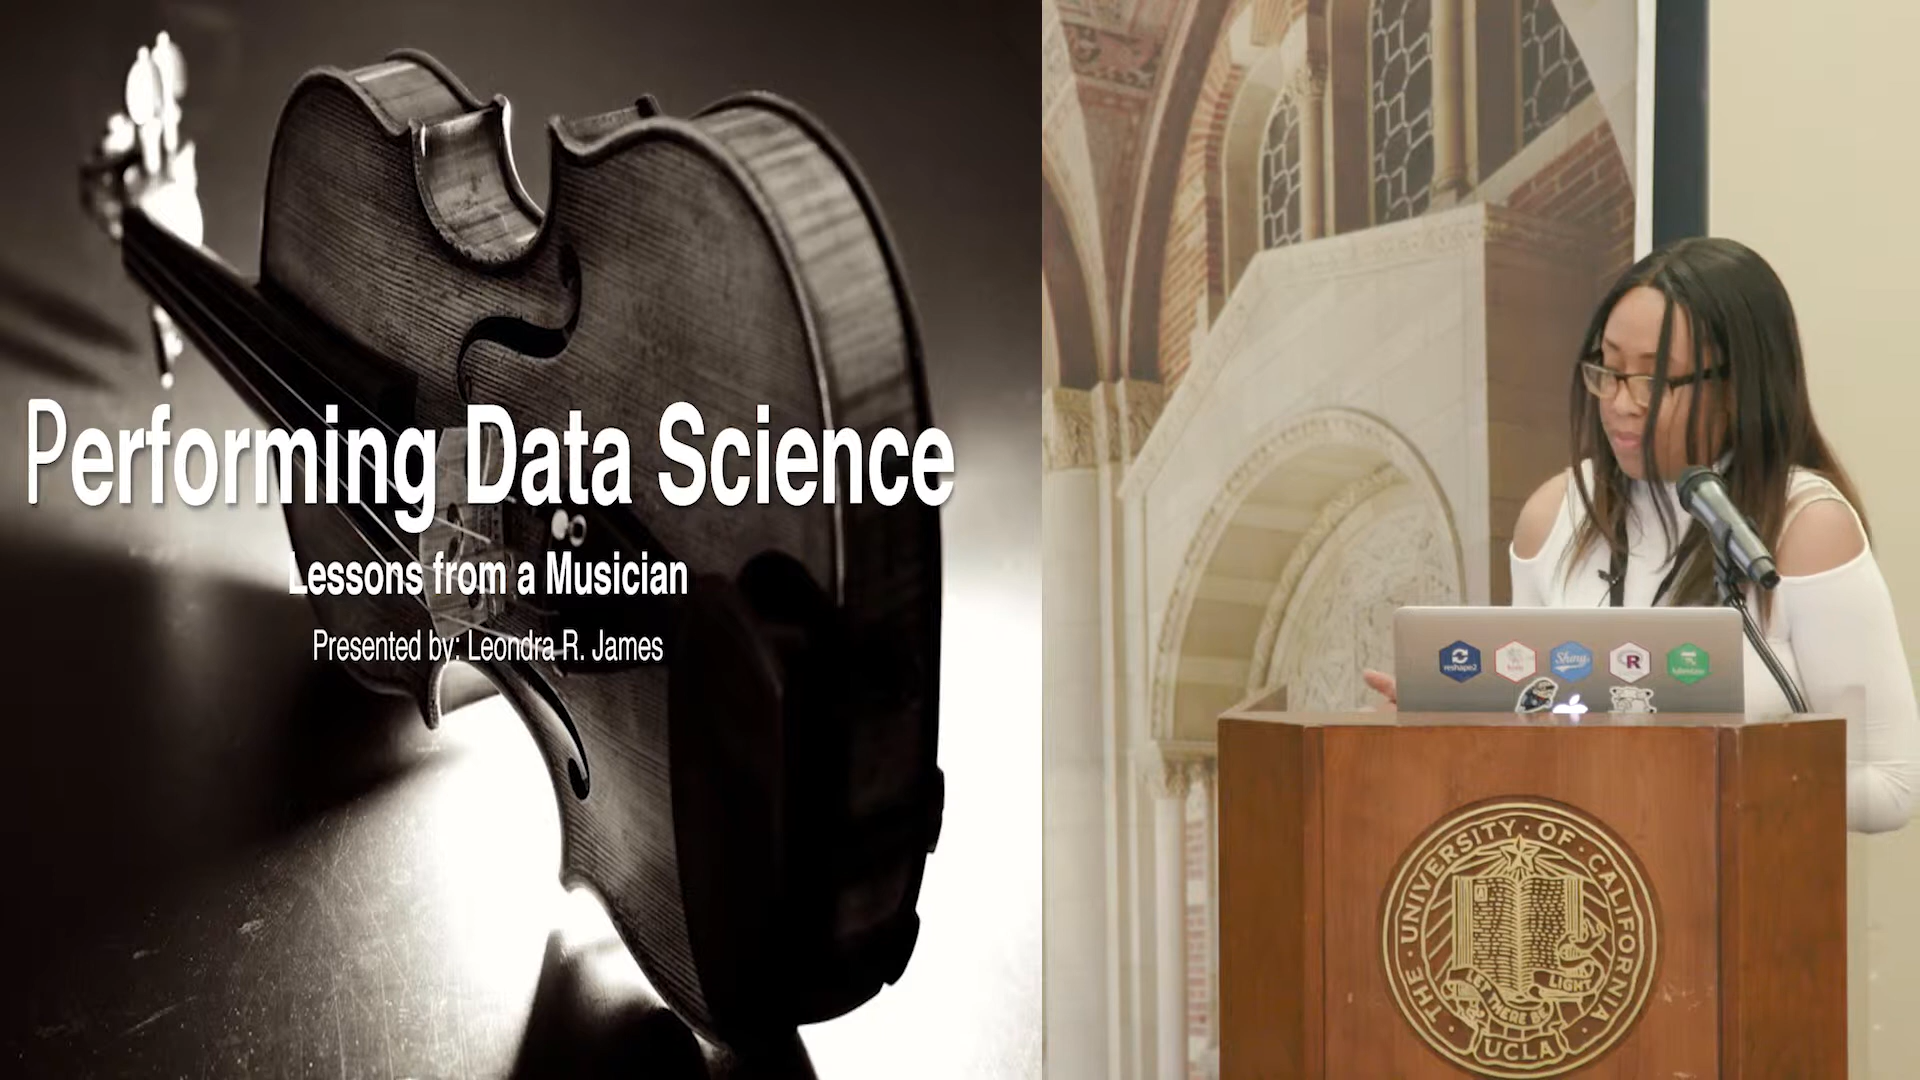 Performing Data Science
Lessons from a Musician
Presented by: Leondra R. James
reshape2
Shiny
R
THE · UNIVERSITY · OF · CALIFORNIA
LET THERE BE LIGHT
UCLA